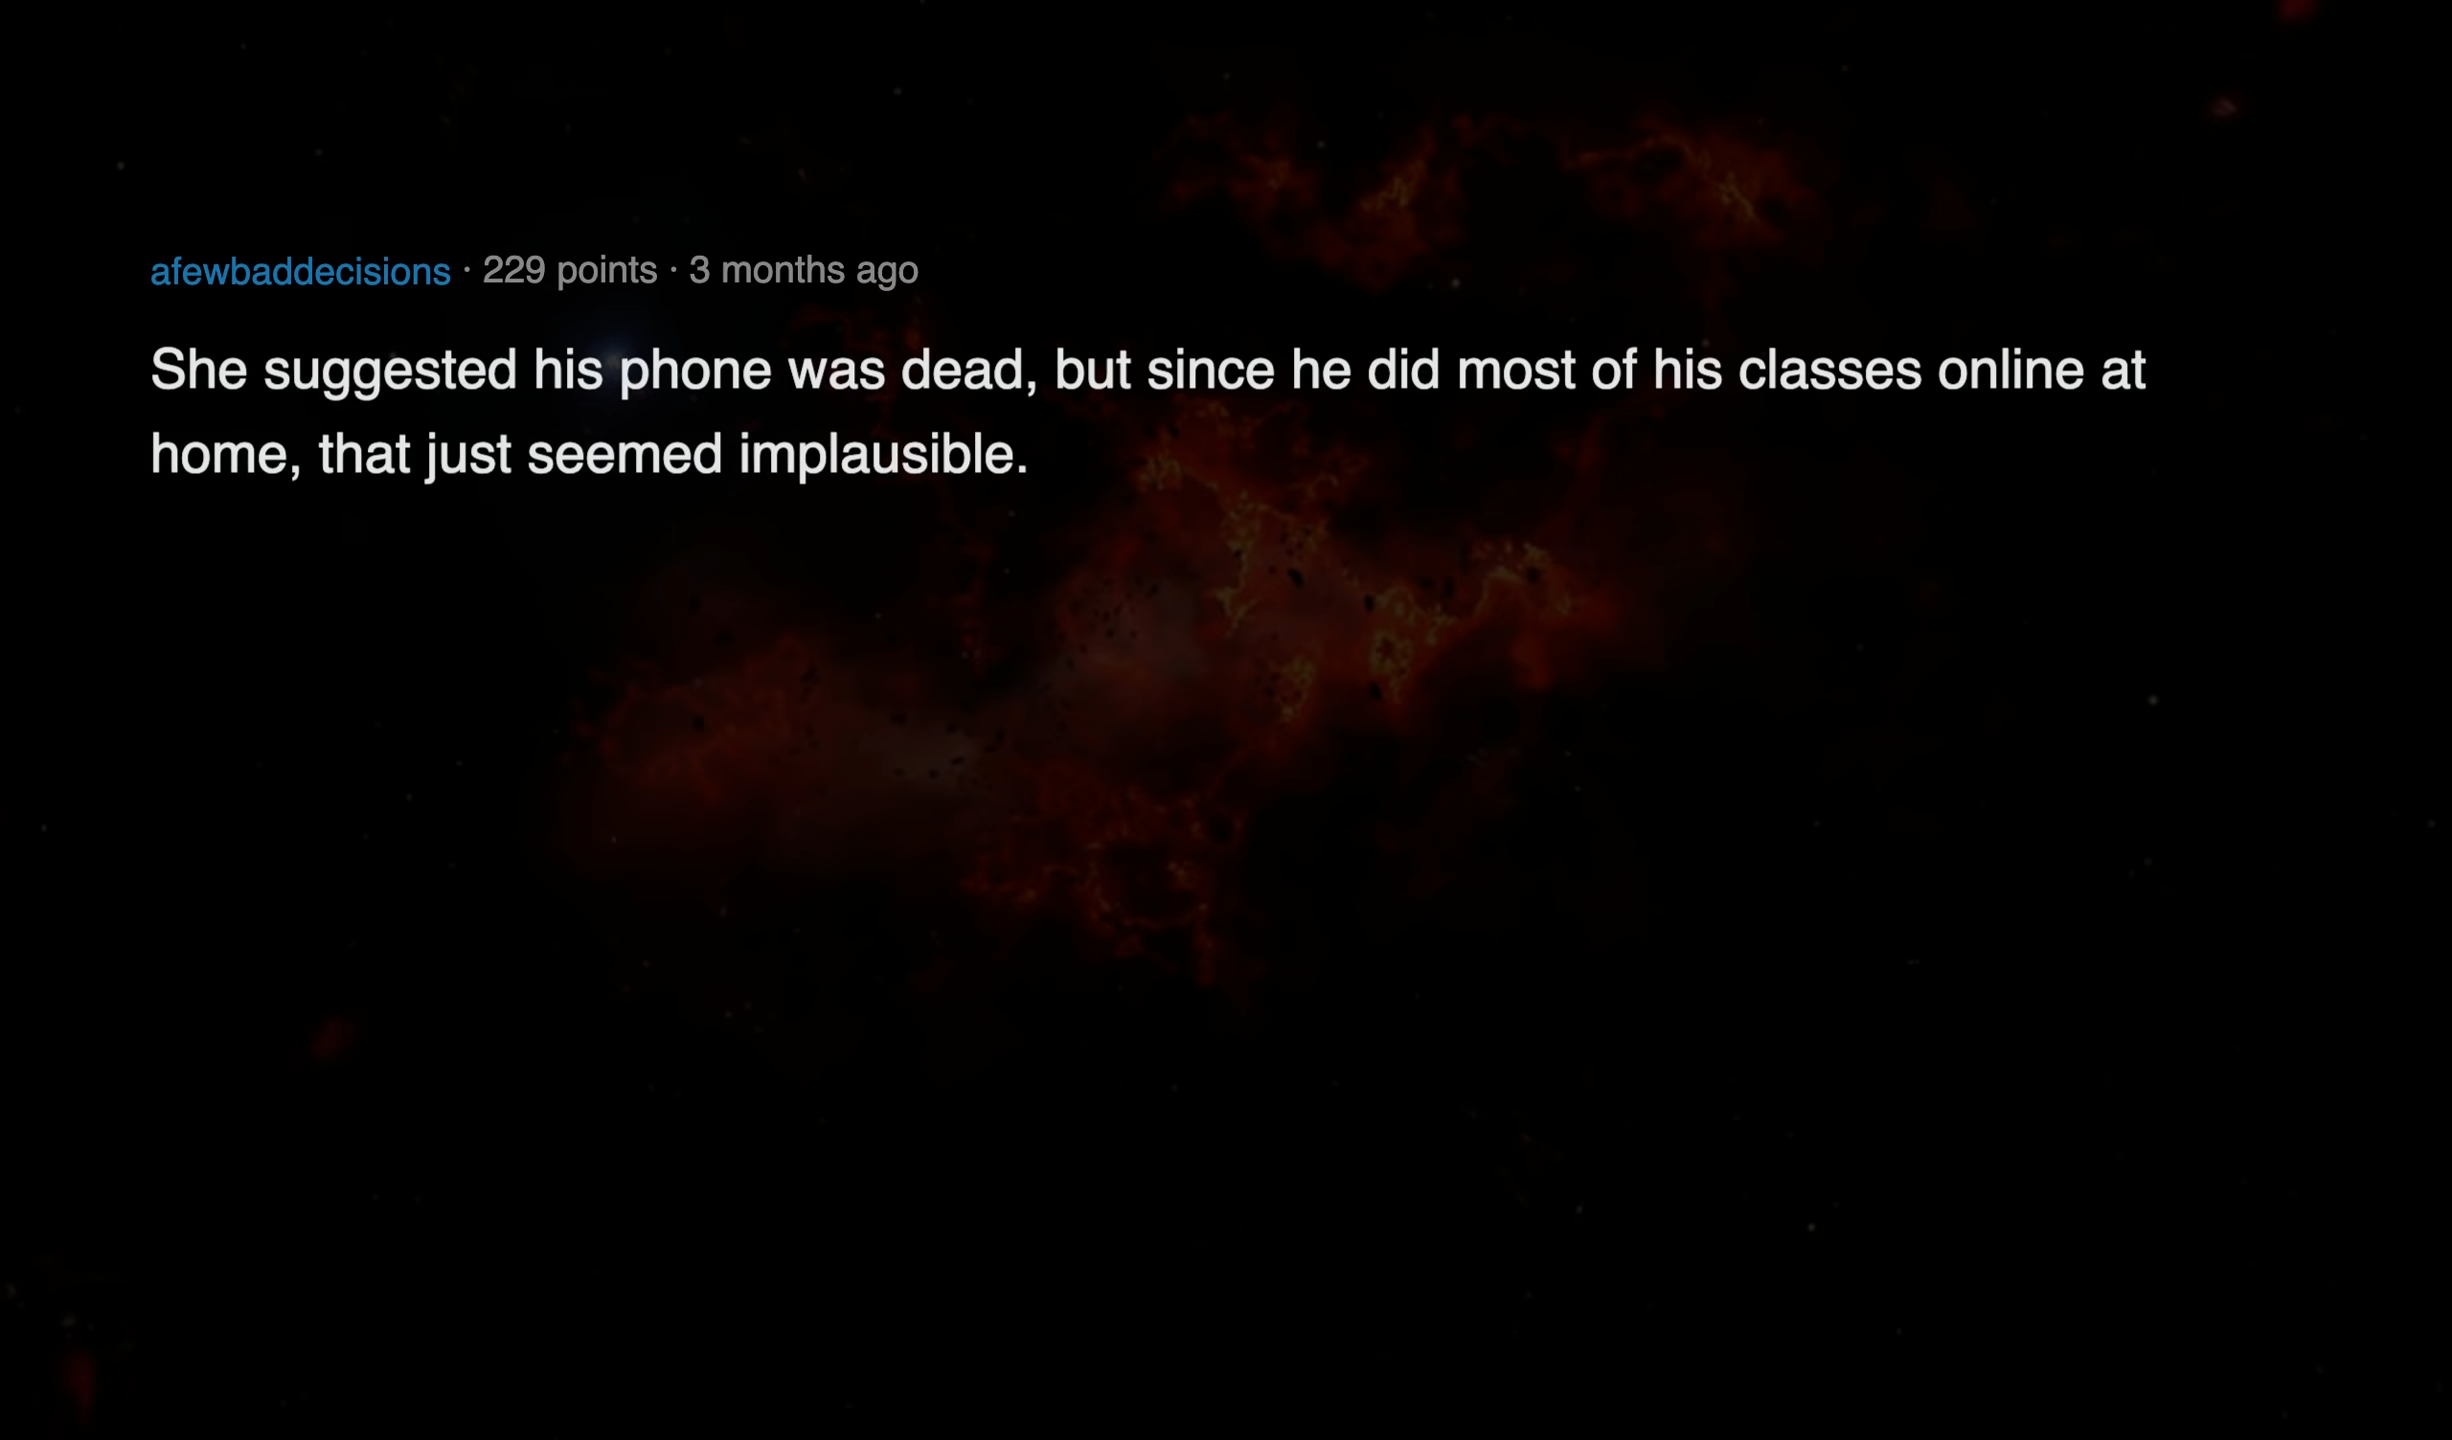 afewbaddecisions · 229 points · 3 months ago
She suggested his phone was dead, but since he did most of his classes online at
home, that just seemed implausible.